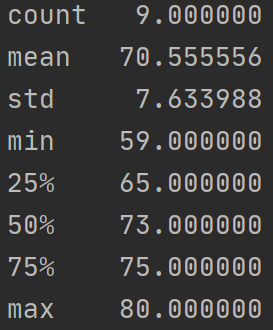 count 9.000000
mean 70.555556
std 7.633988
min 59.000000
25% 65.000000
50% 73.000000
75% 75.000000
max 80.000000